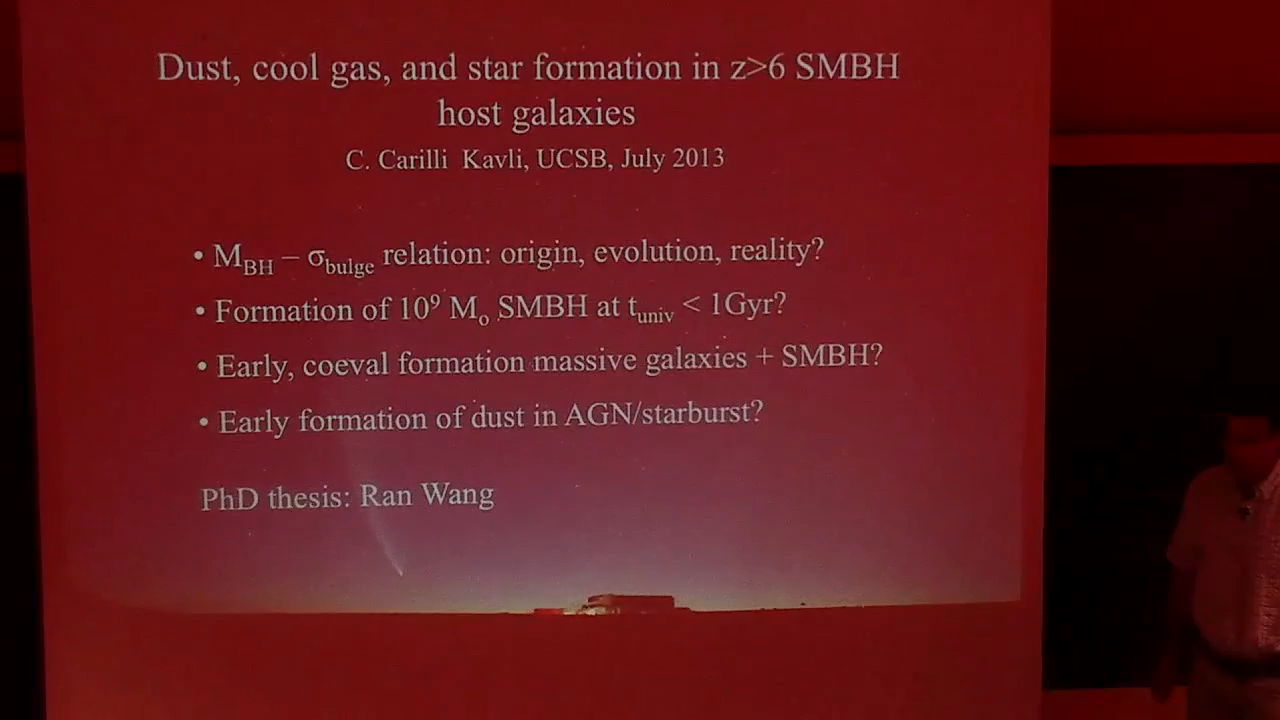 Dust, cool gas, and star formation in z>6 SMBH
host galaxies
C. Carilli Kavli, UCSB, July 2013
• M_BH – σ_bulge relation: origin, evolution, reality?
• Formation of 10⁹ M_o SMBH at t_univ < 1Gyr?
• Early, coeval formation massive galaxies + SMBH?
• Early formation of dust in AGN/starburst?
PhD thesis: Ran Wang